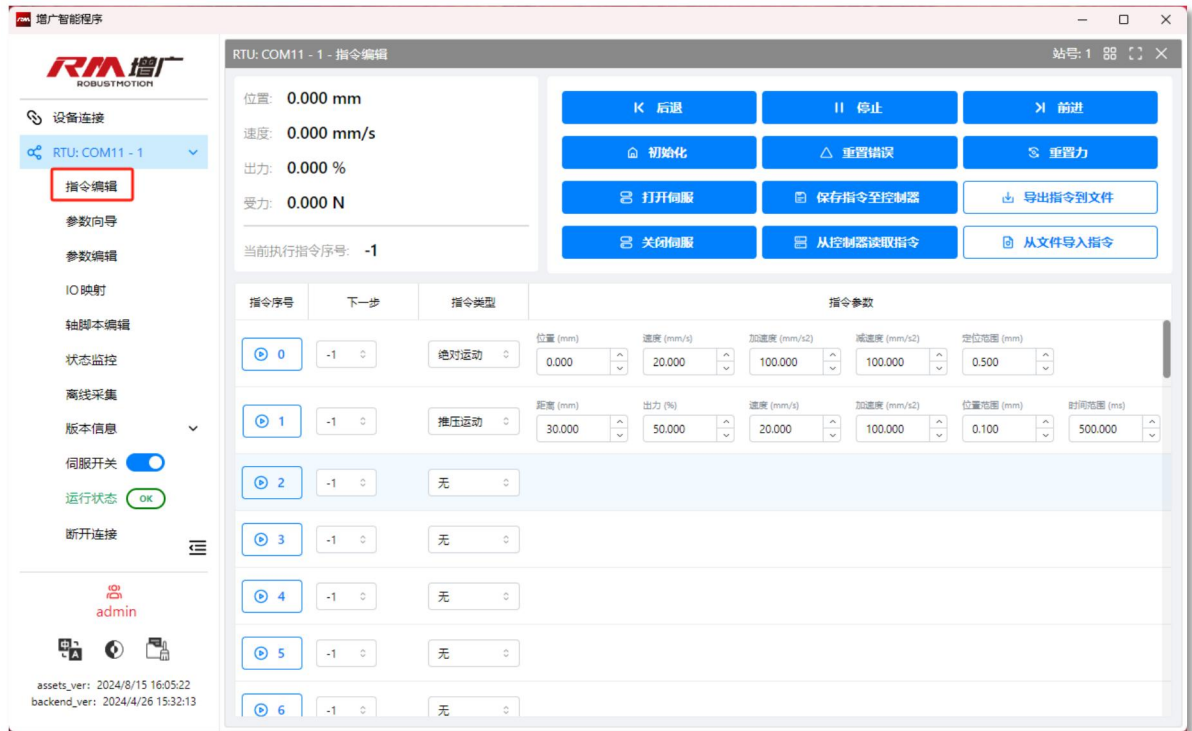 增广智能程序
RM 增广
ROBUSTMOTION
设备连接
RTU: COM11 - 1
指令编辑
参数向导
参数编辑
IO映射
轴脚本编辑
状态监控
离线采集
版本信息
伺服开关
运行状态 OK
断开连接
admin
assets_ver: 2024/8/15 16:05:22
backend_ver: 2024/4/26 15:32:13
RTU: COM11 - 1 - 指令编辑 站号: 1
位置: 0.000 mm
速度: 0.000 mm/s
出力: 0.000 %
受力: 0.000 N
当前执行指令序号: -1
后退 停止 前进
初始化 重置错误 重置力
打开伺服 保存指令至控制器 导出指令到文件
关闭伺服 从控制器读取指令 从文件导入指令
指令序号 下一步 指令类型 指令参数
位置 (mm) 速度 (mm/s) 加速度 (mm/s2) 减速度 (mm/s2) 定位范围 (mm)
0 -1 绝对运动 0.000 20.000 100.000 100.000 0.500
距离 (mm) 出力 (%) 速度 (mm/s) 加速度 (mm/s2) 位置范围 (mm) 时间范围 (ms)
1 -1 推压运动 30.000 50.000 20.000 100.000 0.100 500.000
2 -1 无
3 -1 无
4 -1 无
5 -1 无
6 -1 无